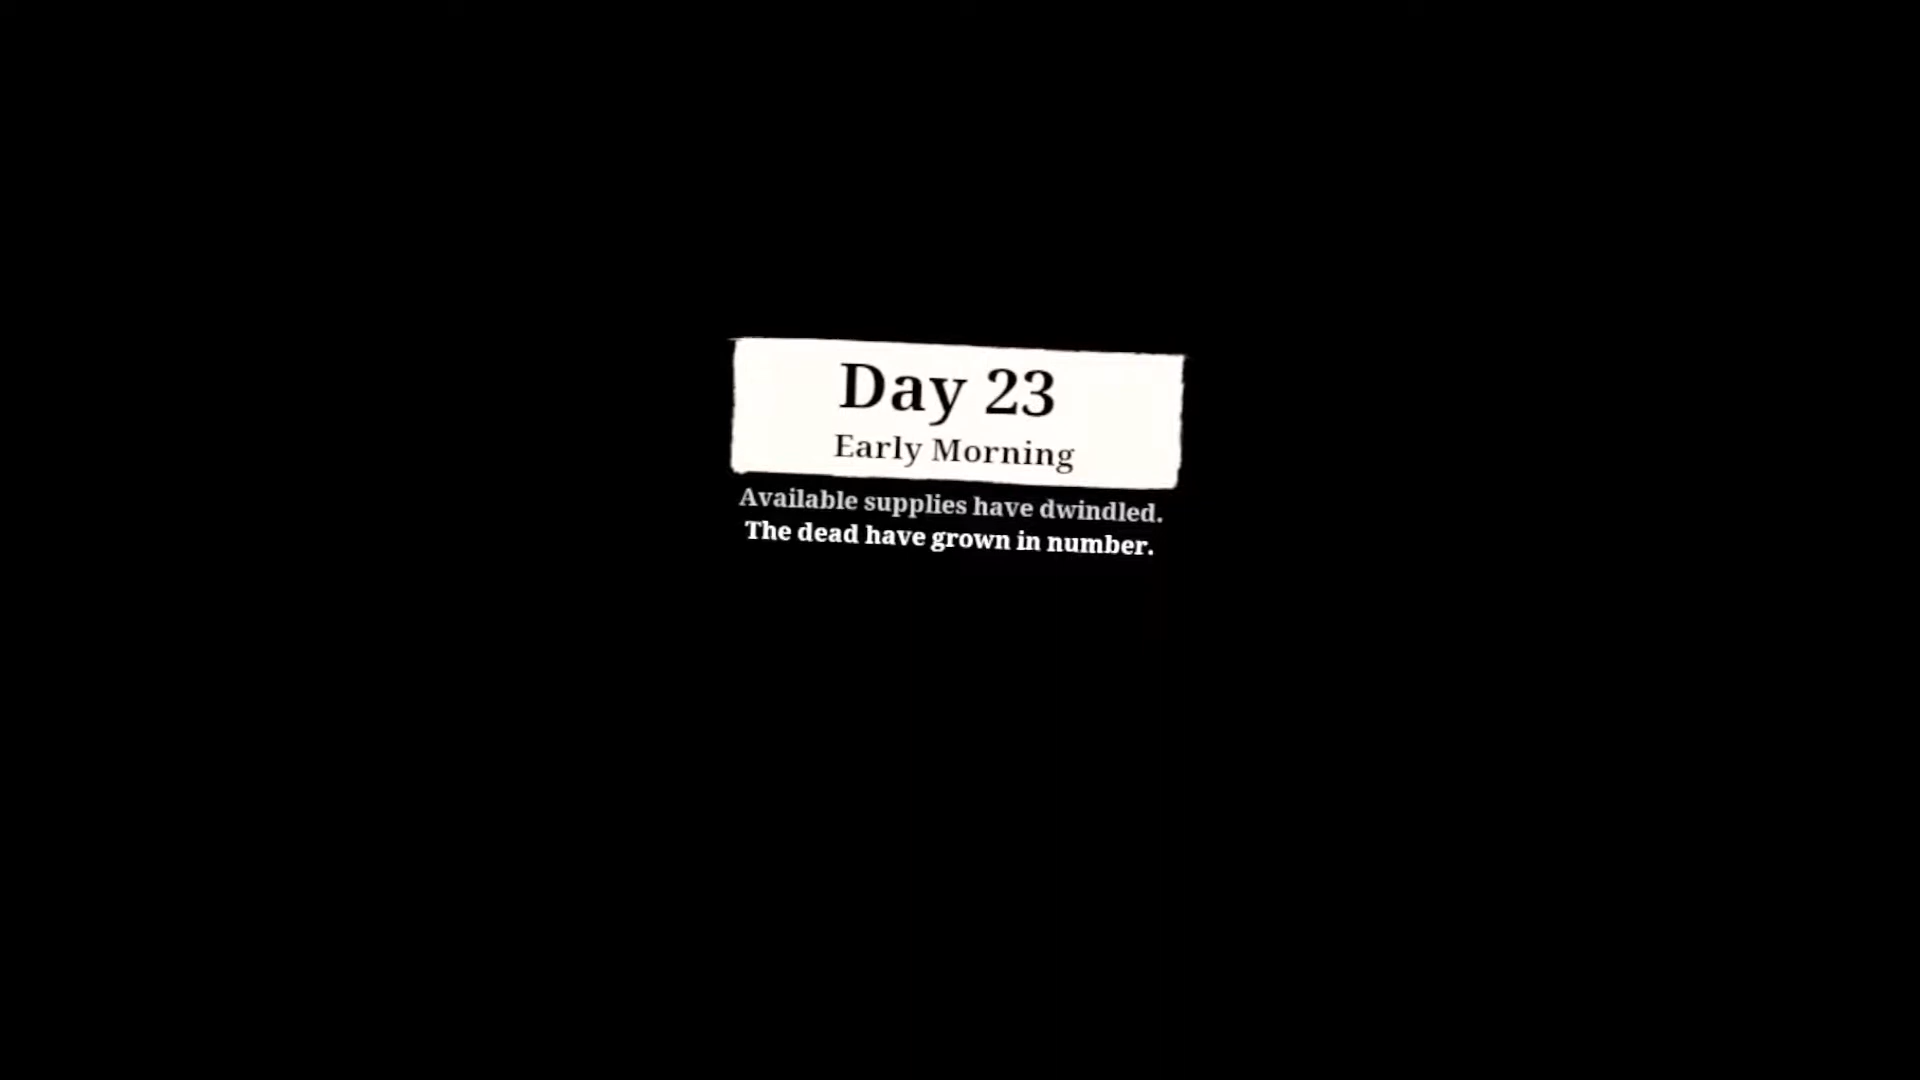 Day 23
Early Morning
Available supplies have dwindled.
The dead have grown in number.